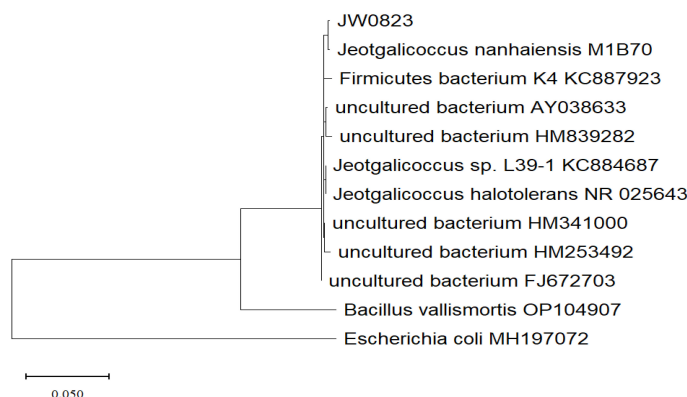 JW0823
Jeotgalicoccus nanhaiensis M1B70
Firmicutes bacterium K4 KC887923
uncultured bacterium AY038633
uncultured bacterium HM839282
Jeotgalicoccus sp. L39-1 KC884687
Jeotgalicoccus halotolerans NR 025643
uncultured bacterium HM341000
uncultured bacterium HM253492
uncultured bacterium FJ672703
Bacillus vallismortis OP104907
Escherichia coli MH197072
0.050